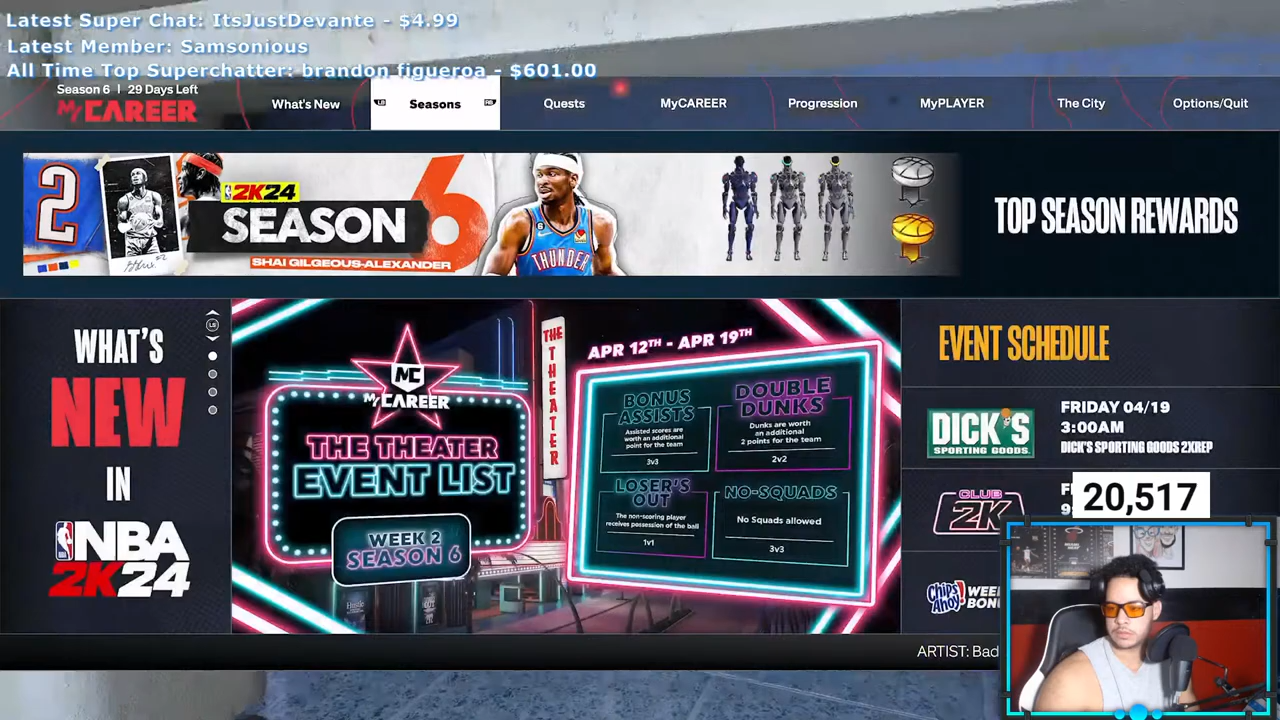 Latest Super Chat: ItsJustDevante - $4.99
Latest Member: Samsonious
All Time Top Superchatter: brandon figueroa - $601.00
Season 6 | 29 Days Left
MyCAREER
What's New
LB
Seasons
RB
Quests
MyCAREER
Progression
MyPLAYER
The City
Options/Quit
2
2K24
SEASON 6
SHAI GILGEOUS-ALEXANDER
THUNDER
TOP SEASON REWARDS
WHAT'S
NEW
IN
NBA
2K24
LS
MC
MyCAREER
THE THEATER
EVENT LIST
WEEK 2
SEASON 6
THE THEATER
APR 12TH - APR 19TH
BONUS
ASSISTS
Assisted scores are
worth an additional
point for the team
3v3
DOUBLE
DUNKS
Dunks are worth
an additional
2 points for the team
2v2
LOSER'S
OUT
The non-scoring player
receives possession of the ball
1v1
NO-SQUADS
No Squads allowed
3v3
EVENT SCHEDULE
DICK'S
SPORTING GOODS
FRIDAY 04/19
3:00AM
DICK'S SPORTING GOODS 2XREP
CLUB
2K
20,517
Chips Ahoy!
ARTIST: Bad